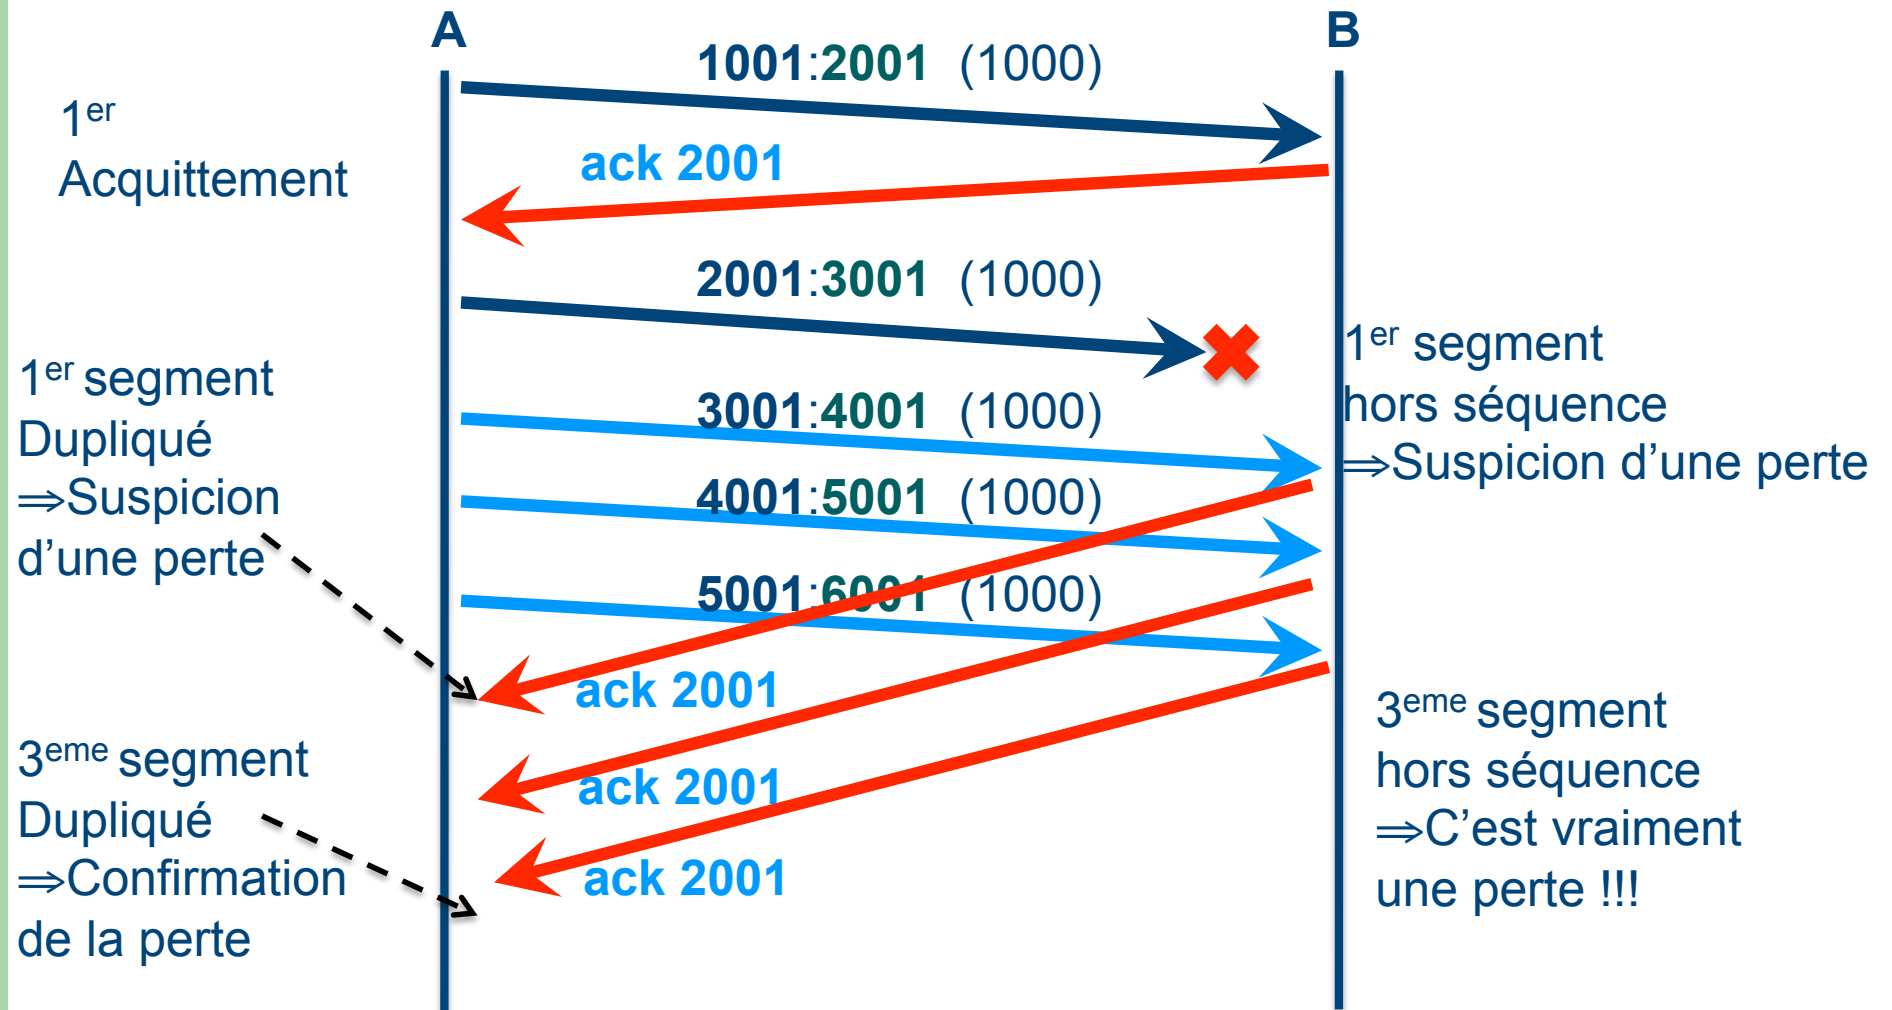 A
B
1001:2001 (1000)
1er
Acquittement
ack 2001
2001:3001 (1000)
1er segment
hors séquence
⇒Suspicion d’une perte
1er segment
Dupliqué
⇒Suspicion
d’une perte
3001:4001 (1000)
4001:5001 (1000)
5001:6001 (1000)
ack 2001
ack 2001
ack 2001
3eme segment
Dupliqué
⇒Confirmation
de la perte
3eme segment
hors séquence
⇒C’est vraiment
une perte !!!